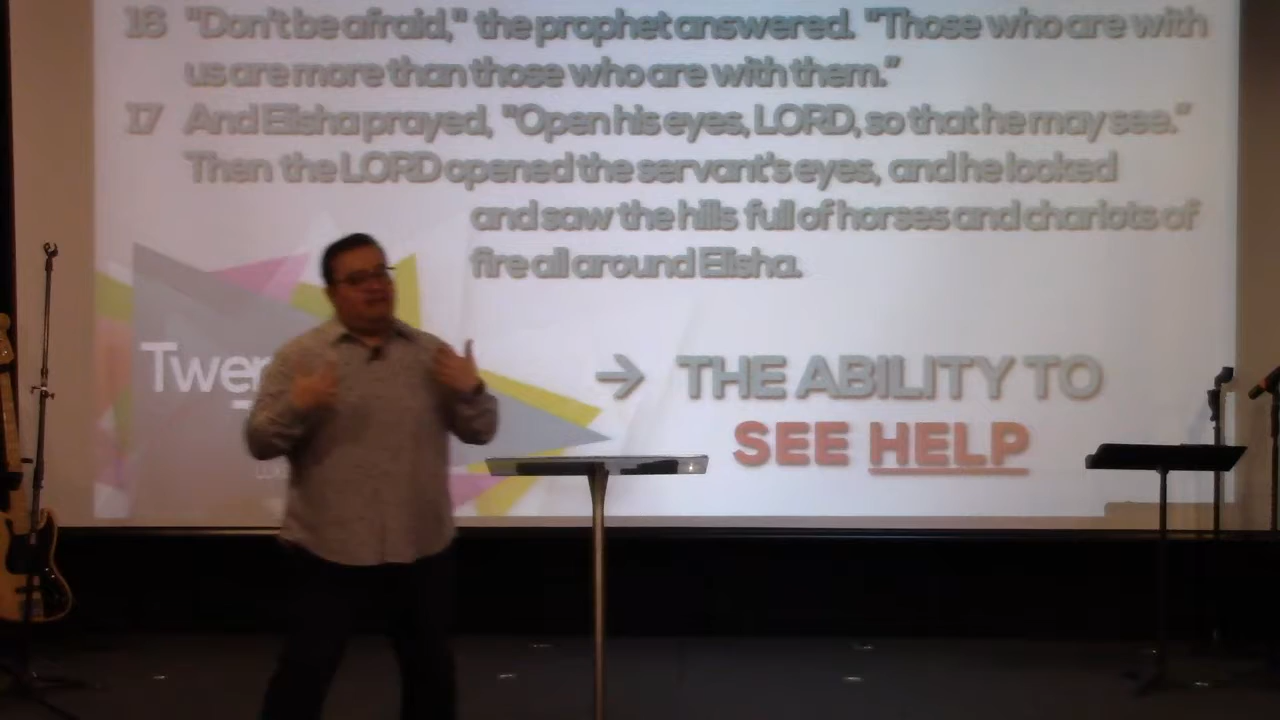 16 "Don't be afraid," the prophet answered. "Those who are with
us are more than those who are with them."
17 And Elisha prayed, "Open his eyes, LORD, so that he may see."
Then the LORD opened the servant's eyes, and he looked
and saw the hills full of horses and chariots of
fire all around Elisha.
→ THE ABILITY TO
SEE HELP